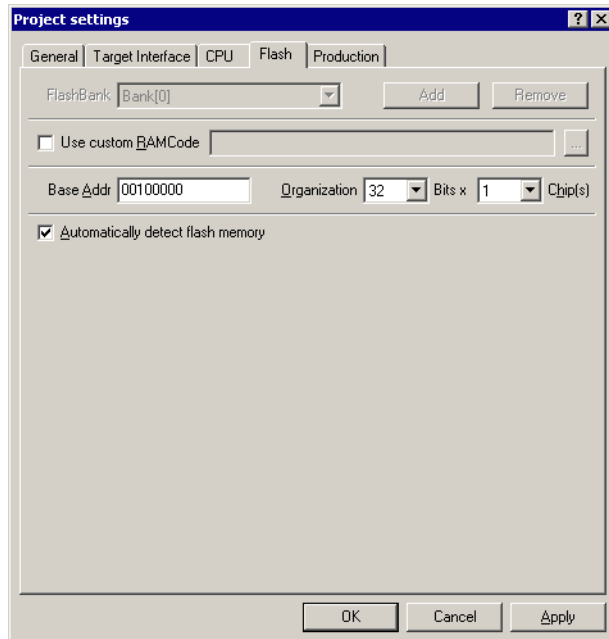 Project settings
General Target Interface CPU Flash Production
FlashBank Bank[0] Add Remove
Use custom RAMCode ...
Base Addr 00100000 Organization 32 Bits x 1 Chip(s)
Automatically detect flash memory
OK Cancel Apply